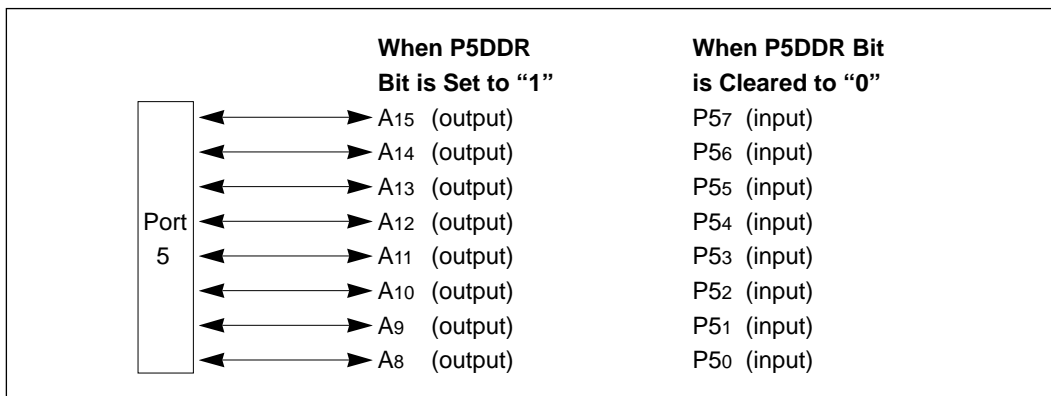 When P5DDR When P5DDR Bit
Bit is Set to “1” is Cleared to “0”
A15 (output) P57 (input)
A14 (output) P56 (input)
A13 (output) P55 (input)
Port A12 (output) P54 (input)
5 A11 (output) P53 (input)
A10 (output) P52 (input)
A9 (output) P51 (input)
A8 (output) P50 (input)